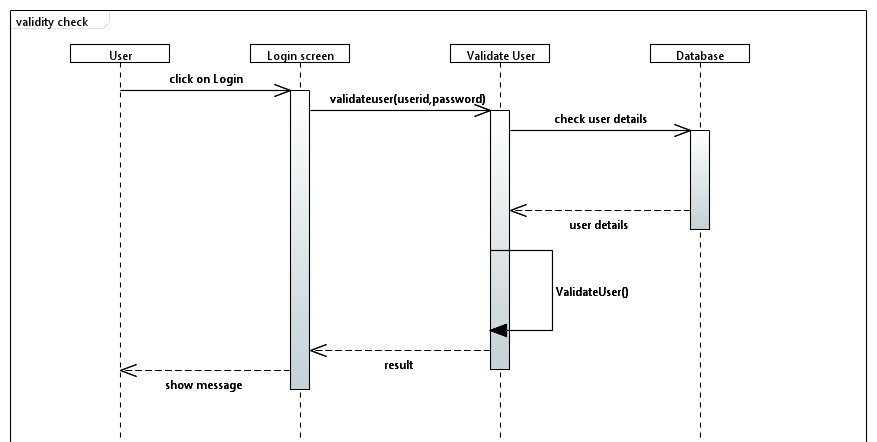 validity check
User
Login screen
Validate User
Database
click on Login
validateuser(userid,password)
check user details
user details
ValidateUser()
result
show message